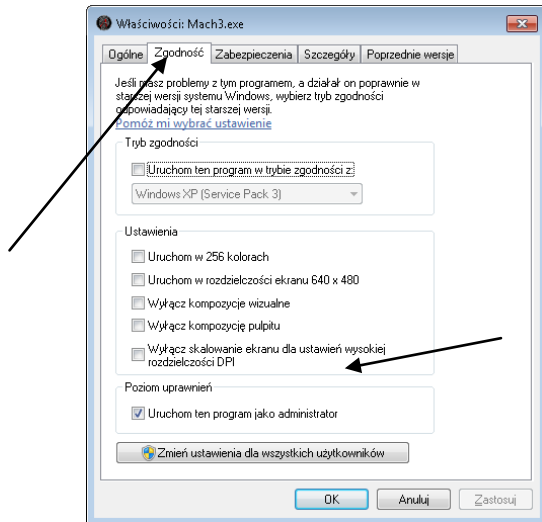 Właściwości: Mach3.exe
Ogólne Zgodność Zabezpieczenia Szczegóły Poprzednie wersje
Jeśli masz problemy z tym programem, a działał on poprawnie w
starszej wersji systemu Windows, wybierz tryb zgodności
odpowiadający tej starszej wersji.
Pomóż mi wybrać ustawienie
Tryb zgodności
Uruchom ten program w trybie zgodności z:
Windows XP (Service Pack 3)
Ustawienia
Uruchom w 256 kolorach
Uruchom w rozdzielczości ekranu 640 x 480
Wyłącz kompozycje wizualne
Wyłącz kompozycję pulpitu
Wyłącz skalowanie ekranu dla ustawień wysokiej
rozdzielczości DPI
Poziom uprawnień
Uruchom ten program jako administrator
Zmień ustawienia dla wszystkich użytkowników
OK Anuluj Zastosuj